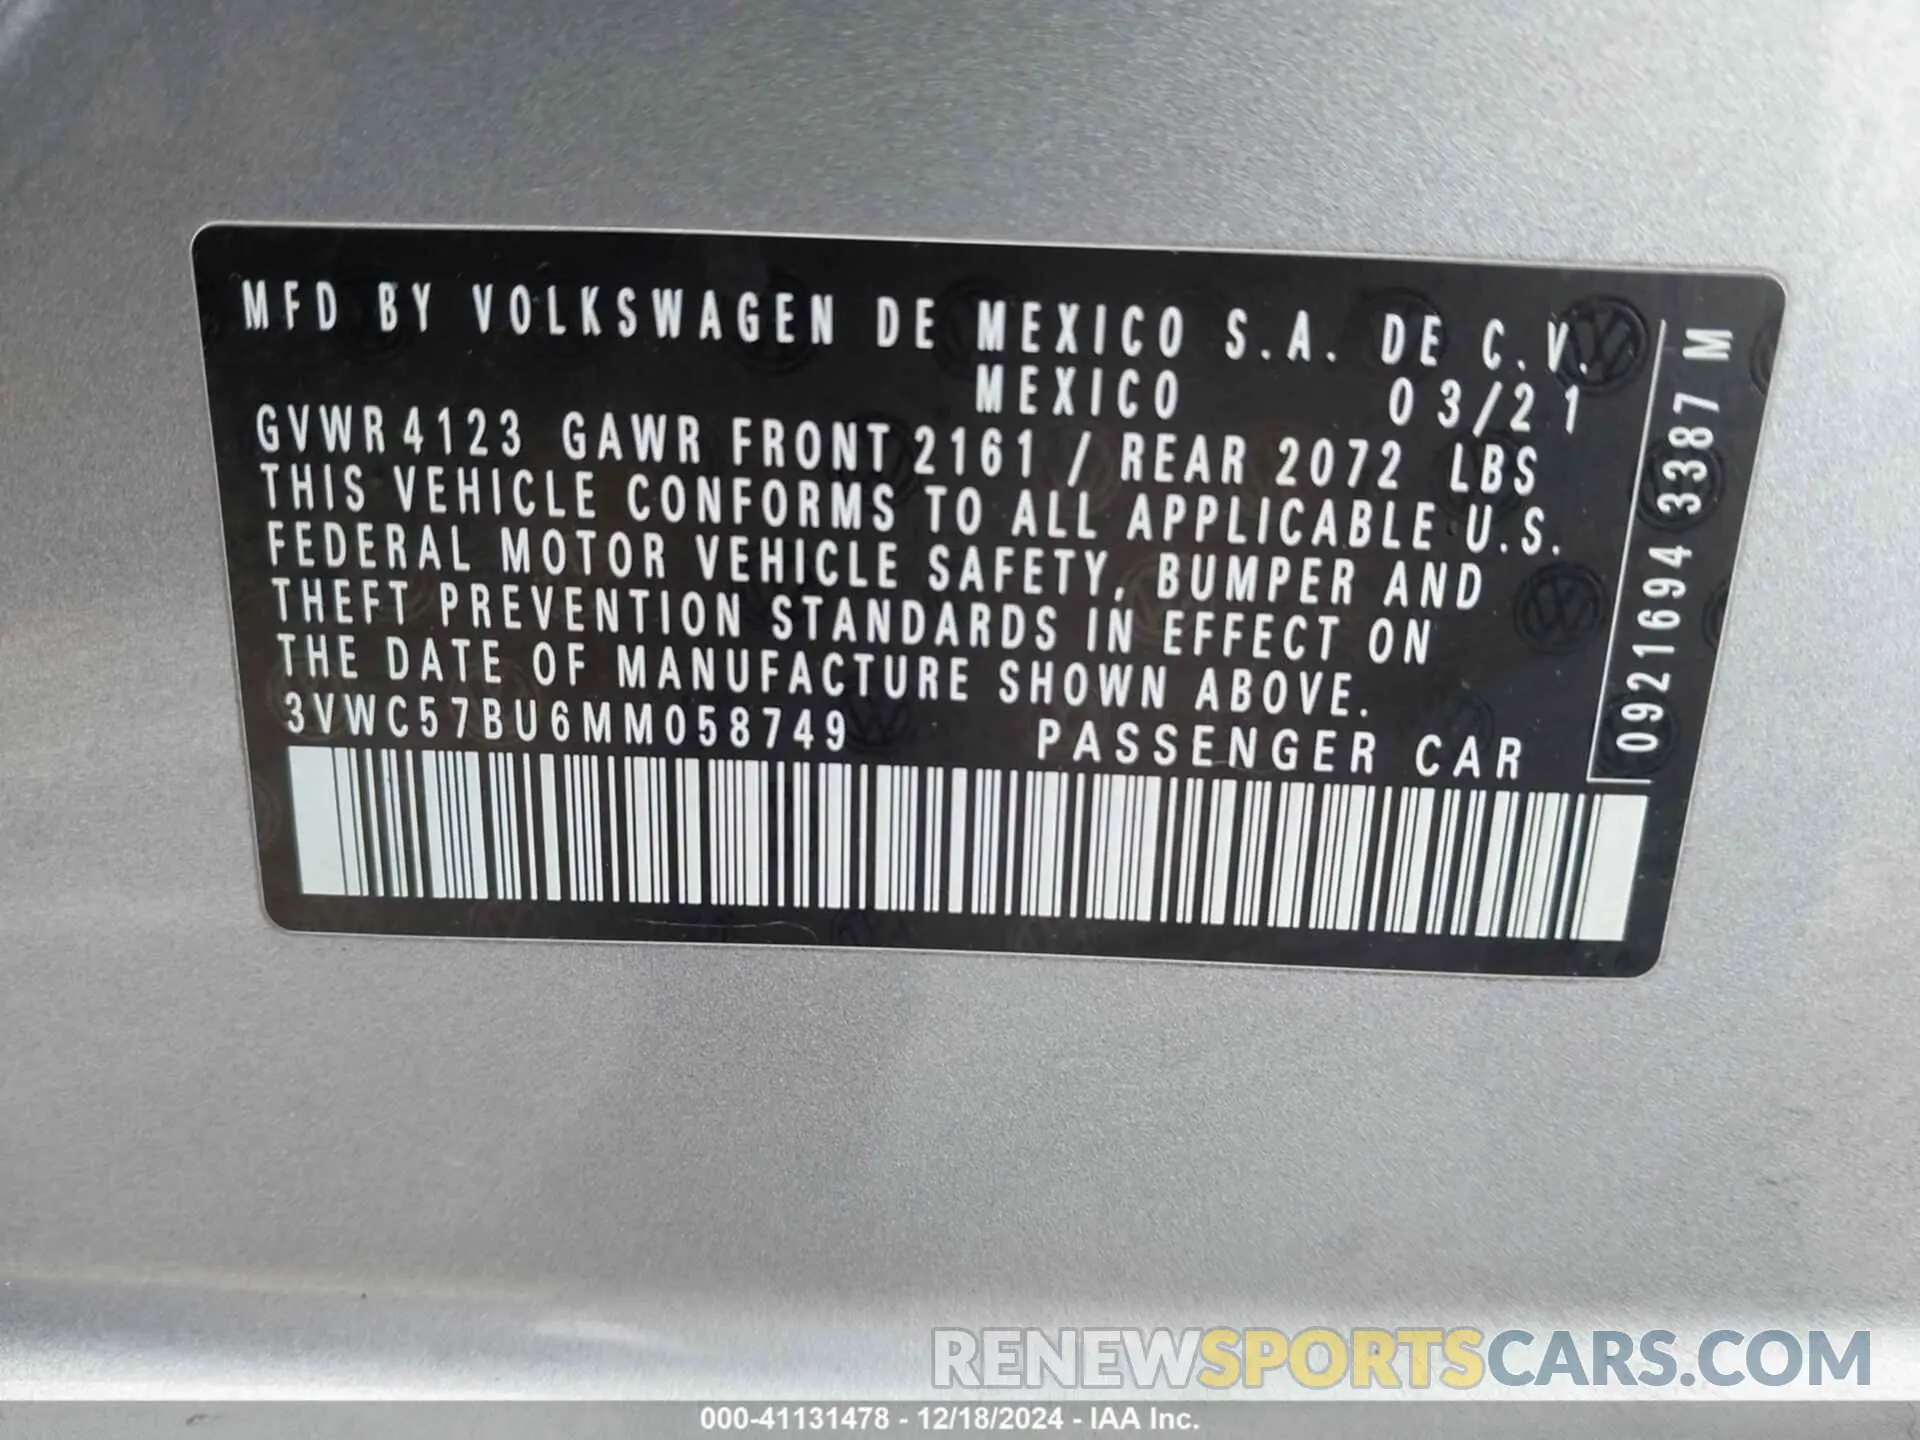 MFD BY VOLKSWAGEN DE MEXICO S.A. DE C.V.
MEXICO 03/21
GVWR 4123 GAWR FRONT 2161 / REAR 2072 LBS
THIS VEHICLE CONFORMS TO ALL APPLICABLE U.S.
FEDERAL MOTOR VEHICLE SAFETY, BUMPER AND
THEFT PREVENTION STANDARDS IN EFFECT ON
THE DATE OF MANUFACTURE SHOWN ABOVE.
3VWC57BU6MM058749 PASSENGER CAR
0921694 3387 M
RENEWSPORTSCARS.COM
000-41131478 - 12/18/2024 - IAA Inc.